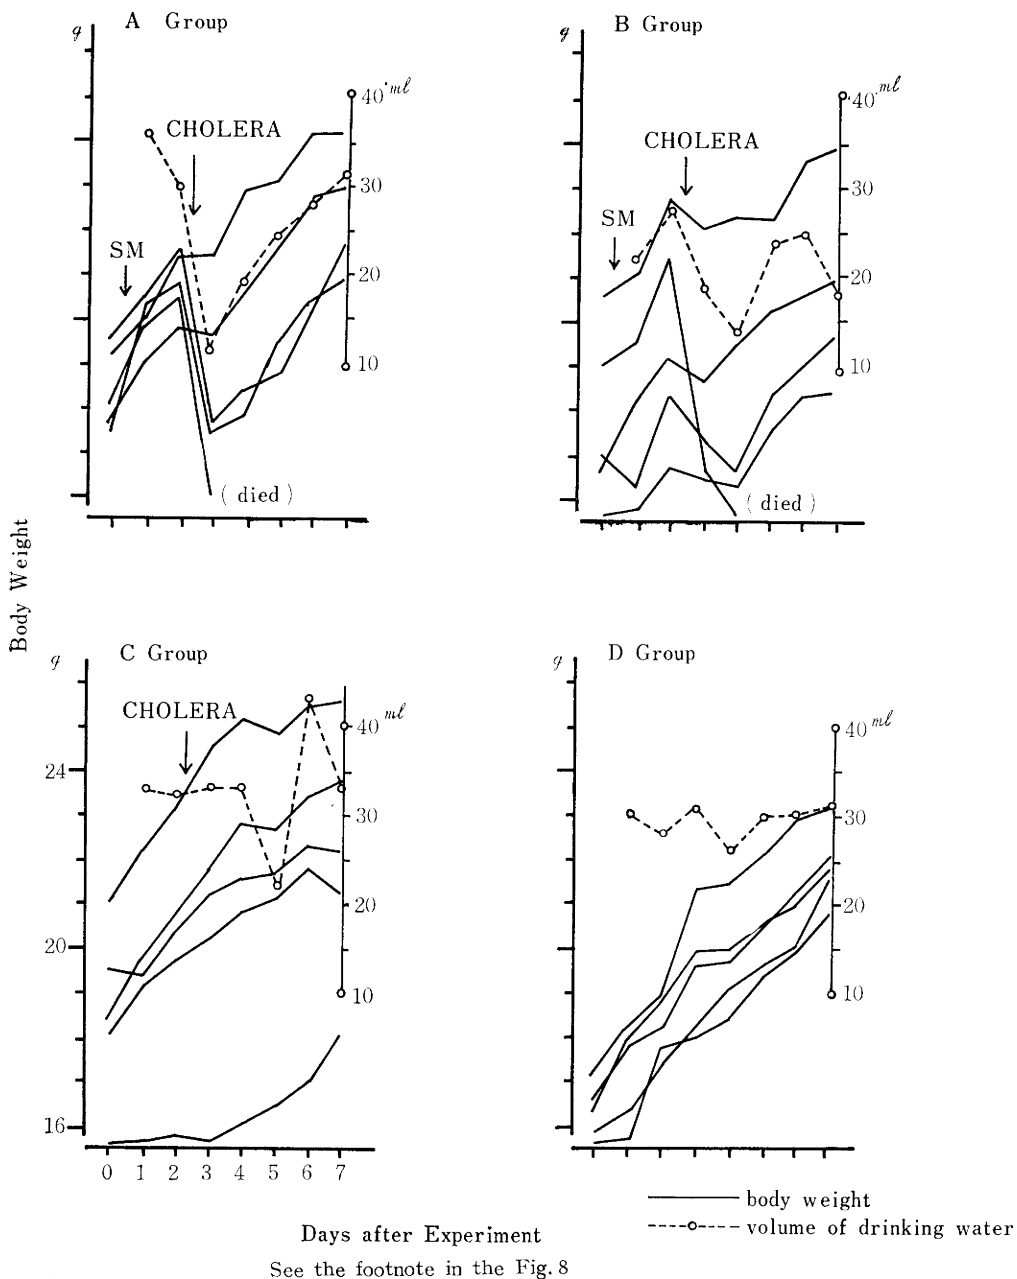 A Group
g
40 ml
CHOLERA
30
SM
20
10
(died)
B Group
g
40 ml
CHOLERA
30
SM
20
10
(died)
Body Weight
C Group
g
CHOLERA
40 ml
24
30
20
20
10
16
0 1 2 3 4 5 6 7
D Group
g
40 ml
30
20
10
body weight
volume of drinking water
Days after Experiment
See the footnote in the Fig. 8